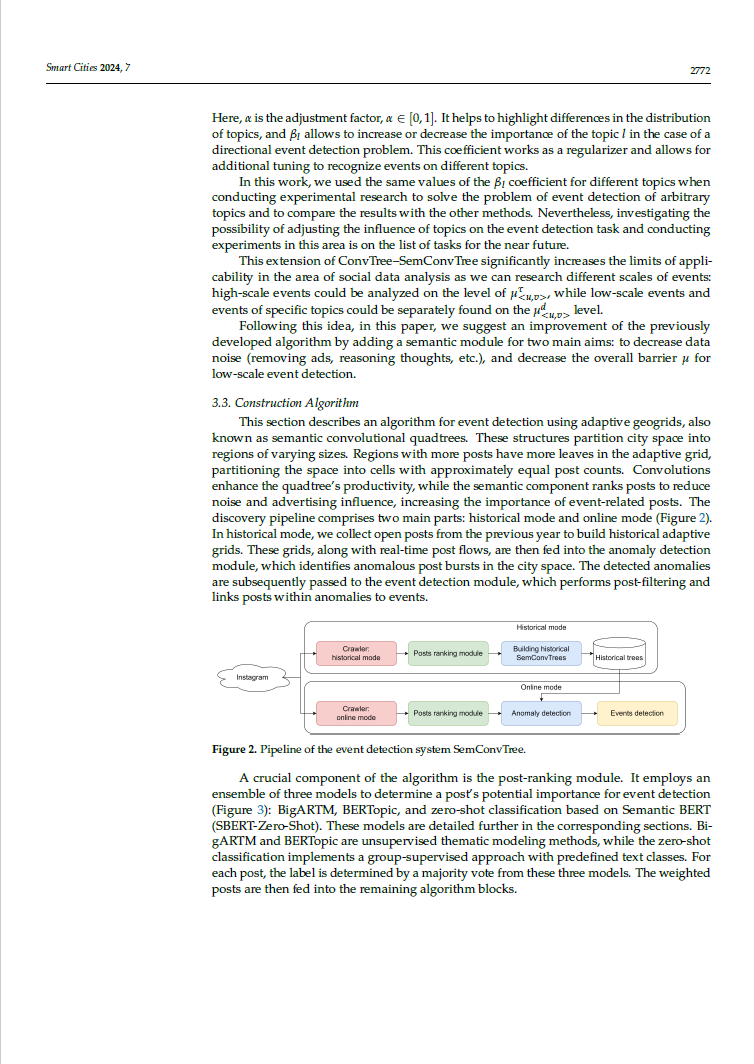 Smart Cities 2024, 7
2772
Here, α is the adjustment factor, α ∈ [0, 1]. It helps to highlight differences in the distribution
of topics, and βl allows to increase or decrease the importance of the topic l in the case of a
directional event detection problem. This coefficient works as a regularizer and allows for
additional tuning to recognize events on different topics.
In this work, we used the same values of the βl coefficient for different topics when
conducting experimental research to solve the problem of event detection of arbitrary
topics and to compare the results with the other methods. Nevertheless, investigating the
possibility of adjusting the influence of topics on the event detection task and conducting
experiments in this area is on the list of tasks for the near future.
This extension of ConvTree–SemConvTree significantly increases the limits of appli-
cability in the area of social data analysis as we can research different scales of events:
high-scale events could be analyzed on the level of μ^τ_<u,v>, while low-scale events and
events of specific topics could be separately found on the μ^d_<u,v> level.
Following this idea, in this paper, we suggest an improvement of the previously
developed algorithm by adding a semantic module for two main aims: to decrease data
noise (removing ads, reasoning thoughts, etc.), and decrease the overall barrier μ for
low-scale event detection.
3.3. Construction Algorithm
This section describes an algorithm for event detection using adaptive geogrids, also
known as semantic convolutional quadtrees. These structures partition city space into
regions of varying sizes. Regions with more posts have more leaves in the adaptive grid,
partitioning the space into cells with approximately equal post counts. Convolutions
enhance the quadtree's productivity, while the semantic component ranks posts to reduce
noise and advertising influence, increasing the importance of event-related posts. The
discovery pipeline comprises two main parts: historical mode and online mode (Figure 2).
In historical mode, we collect open posts from the previous year to build historical adaptive
grids. These grids, along with real-time post flows, are then fed into the anomaly detection
module, which identifies anomalous post bursts in the city space. The detected anomalies
are subsequently passed to the event detection module, which performs post-filtering and
links posts within anomalies to events.
Historical mode
Crawler:
historical mode
Posts ranking module
Building historical
SemConvTrees
Historical trees
Instagram
Online mode
Crawler:
online mode
Posts ranking module
Anomaly detection
Events detection
Figure 2. Pipeline of the event detection system SemConvTree.
A crucial component of the algorithm is the post-ranking module. It employs an
ensemble of three models to determine a post's potential importance for event detection
(Figure 3): BigARTM, BERTopic, and zero-shot classification based on Semantic BERT
(SBERT-Zero-Shot). These models are detailed further in the corresponding sections. Bi-
gARTM and BERTopic are unsupervised thematic modeling methods, while the zero-shot
classification implements a group-supervised approach with predefined text classes. For
each post, the label is determined by a majority vote from these three models. The weighted
posts are then fed into the remaining algorithm blocks.